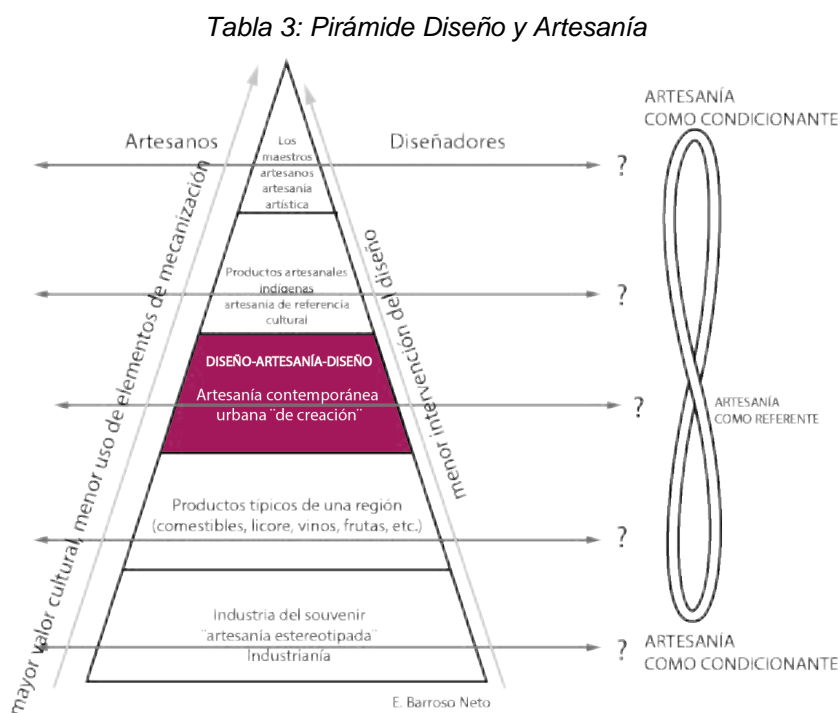 Tabla 3: Pirámide Diseño y Artesanía
ARTESANÍA
COMO CONDICIONANTE
Artesanos
Diseñadores
Los
maestros
artesanos
artesanía
artística
?
Productos artesanales
indígenas
artesanía de referencia
cultural
?
DISEÑO-ARTESANÍA-DISEÑO
Artesanía contemporánea
urbana ¨de creación¨
?
ARTESANÍA
COMO REFERENTE
Productos típicos de una región
(comestibles, licore, vinos, frutas, etc.)
?
Industria del souvenir
¨artesanía estereotipada¨
Industrianía
?
ARTESANÍA
COMO CONDICIONANTE
mayor valor cultural, menor uso de elementos de mecanización
menor intervención del diseño
E. Barroso Neto